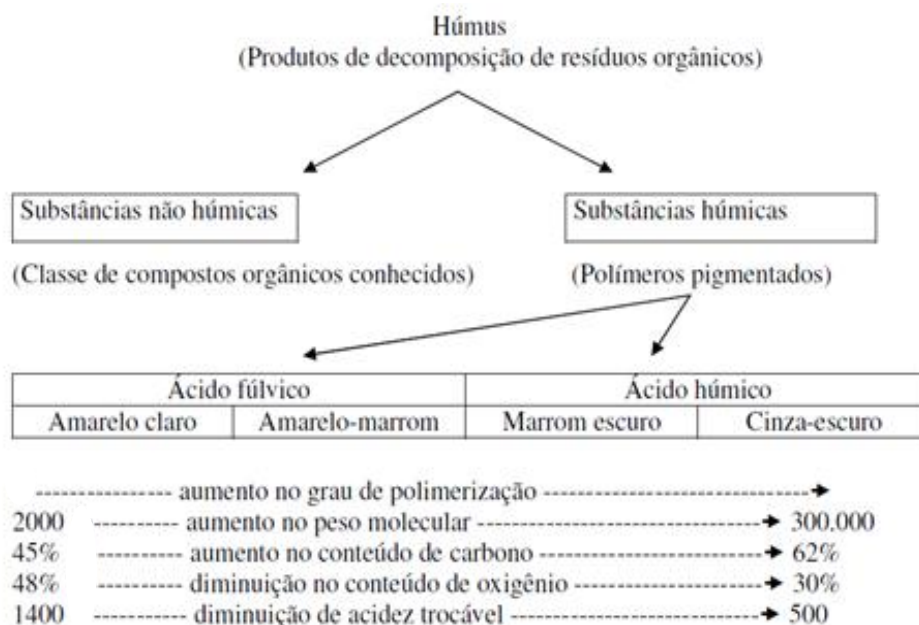 Húmus
(Produtos de decomposição de resíduos orgânicos)
Substâncias não húmicas
Substâncias húmicas
(Classe de compostos orgânicos conhecidos)
(Polímeros pigmentados)
Ácido fúlvico
Ácido húmico
Amarelo claro
Amarelo-marrom
Marrom escuro
Cinza-escuro
aumento no grau de polimerização
2000 aumento no peso molecular 300.000
45% aumento no conteúdo de carbono 62%
48% diminuição no conteúdo de oxigênio 30%
1400 diminuição de acidez trocável 500